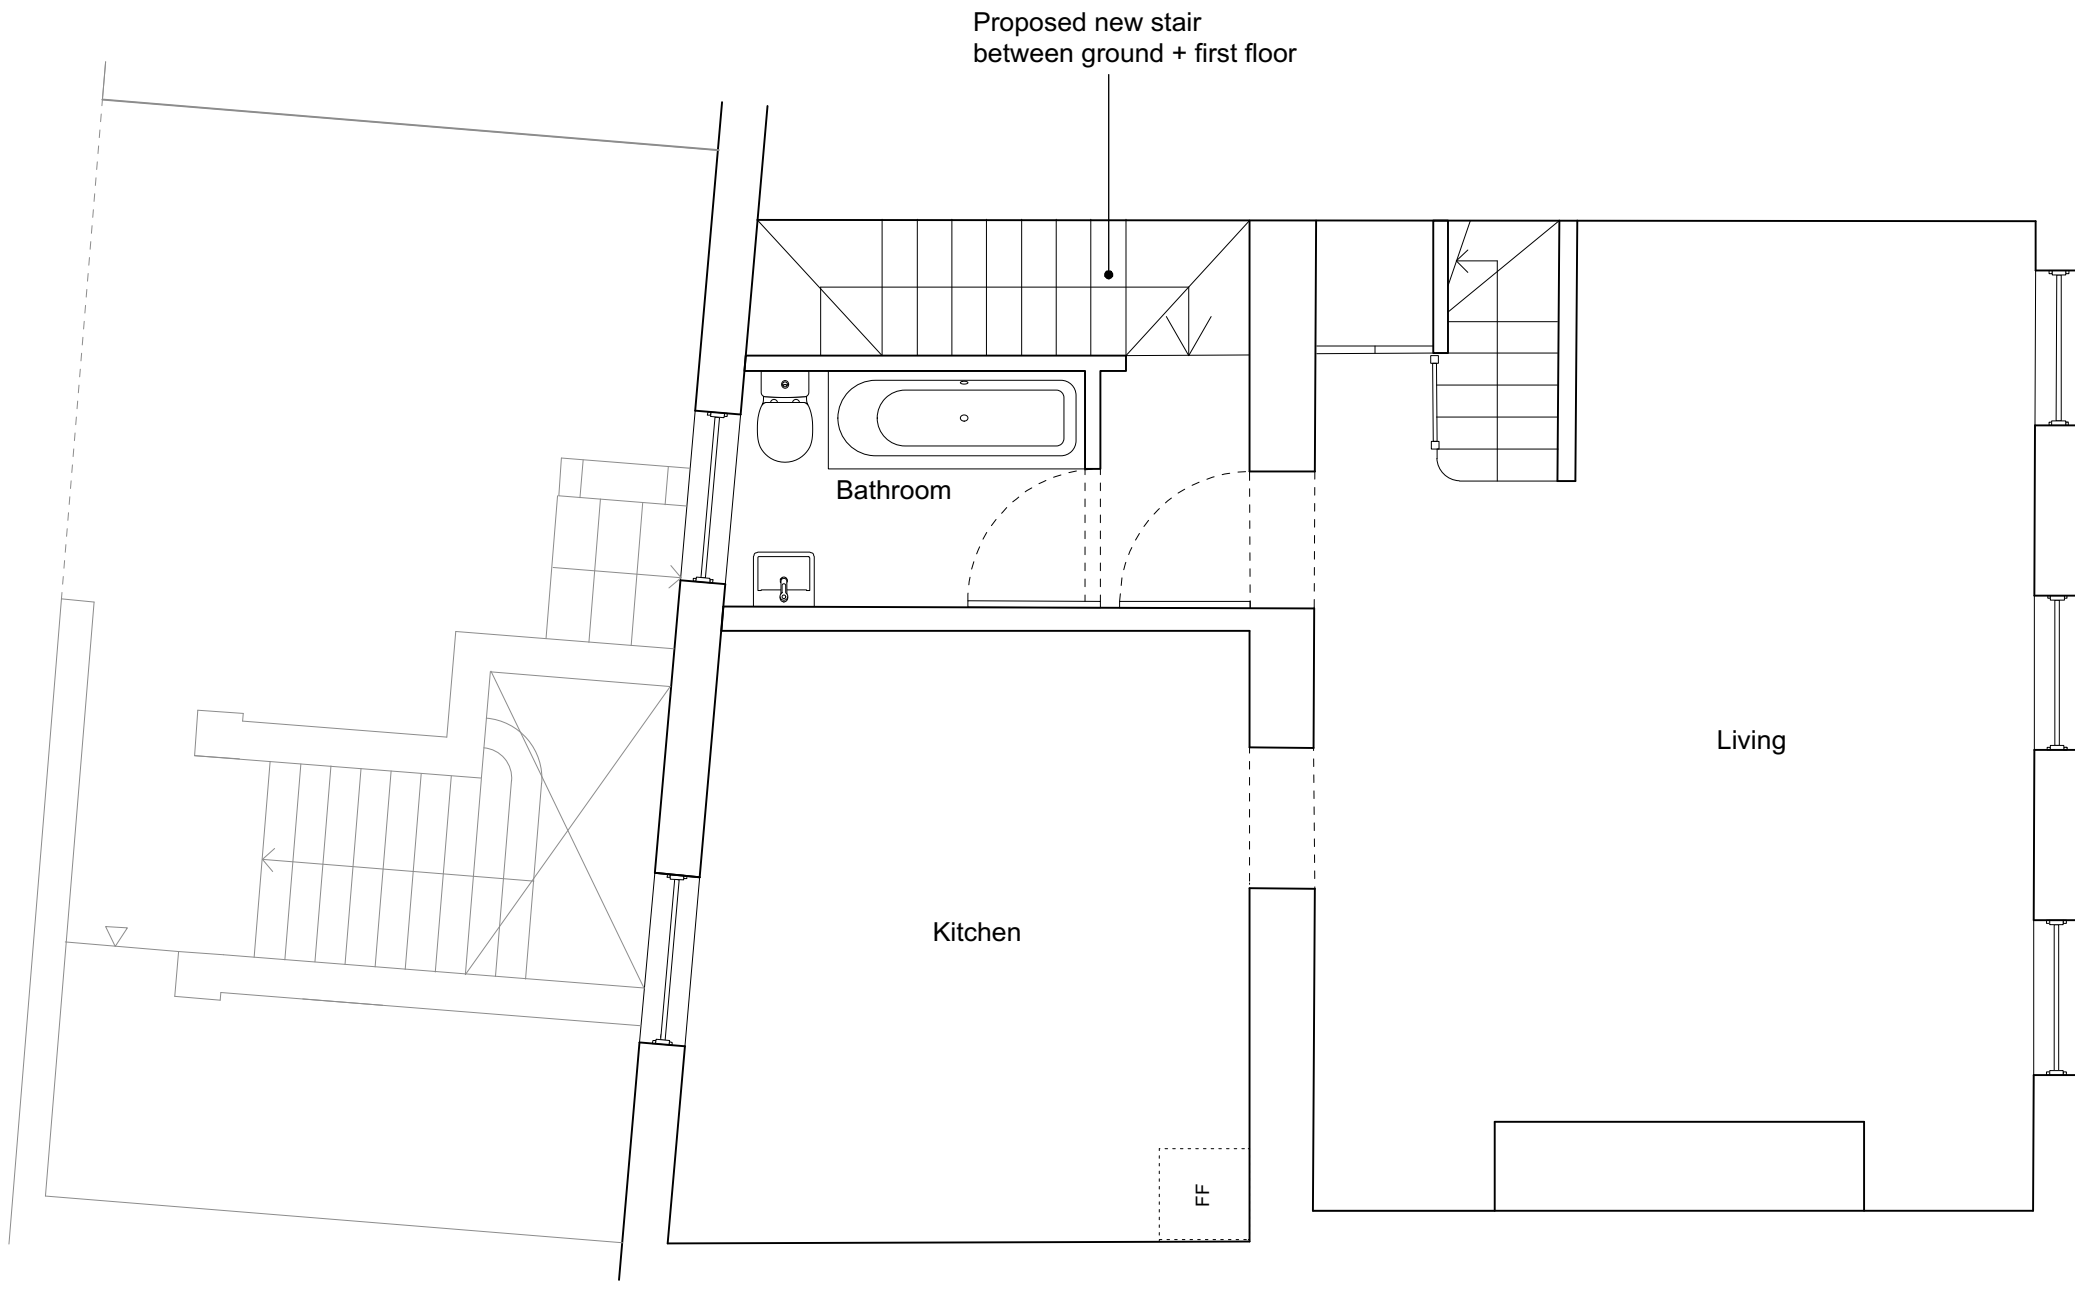 Proposed new stair
between ground + first floor
Bathroom
Living
Kitchen
FF